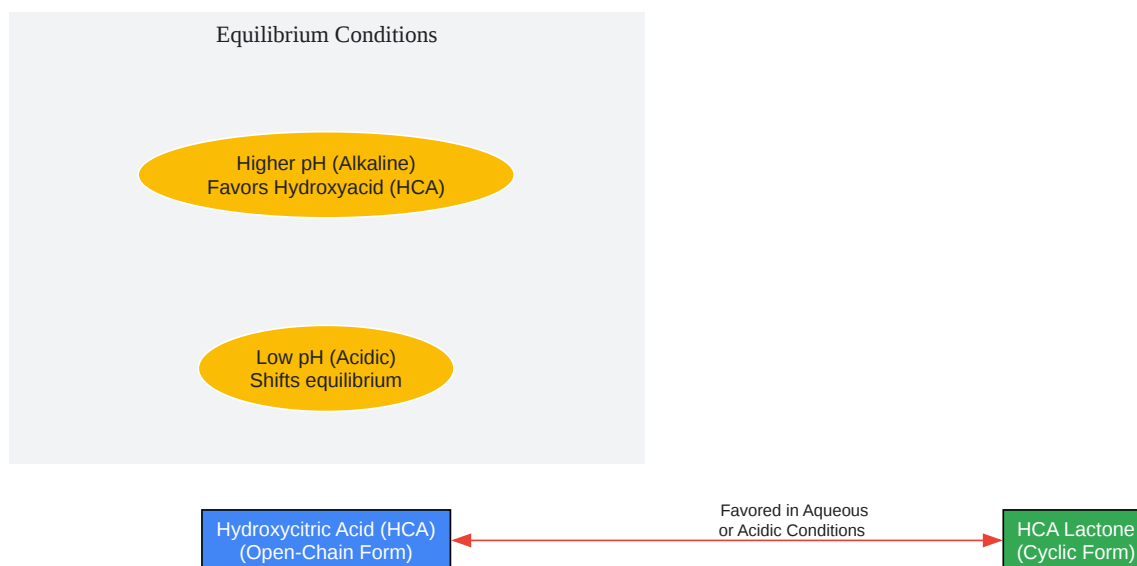 Equilibrium Conditions
Higher pH (Alkaline)
Favors Hydroxyacid (HCA)
Low pH (Acidic)
Shifts equilibrium
Favored in Aqueous
or Acidic Conditions
Hydroxycitric Acid (HCA)
(Open-Chain Form)
HCA Lactone
(Cyclic Form)